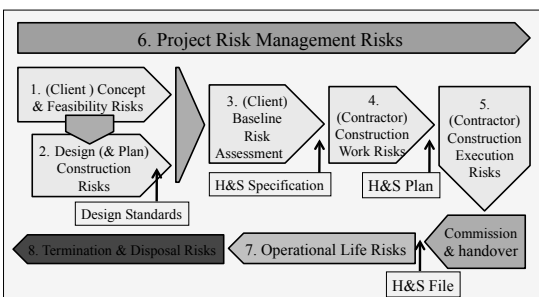 6. Project Risk Management Risks
1. (Client ) Concept
& Feasibility Risks
2. Design (& Plan)
Construction
Risks
Design Standards
3. (Client)
Baseline
Risk
Assessment
H&S Specification
4.
(Contractor)
Construction
Work Risks
H&S Plan
5.
(Contractor)
Construction
Execution
Risks
Commission
& handover
H&S File
7. Operational Life Risks
8. Termination & Disposal Risks